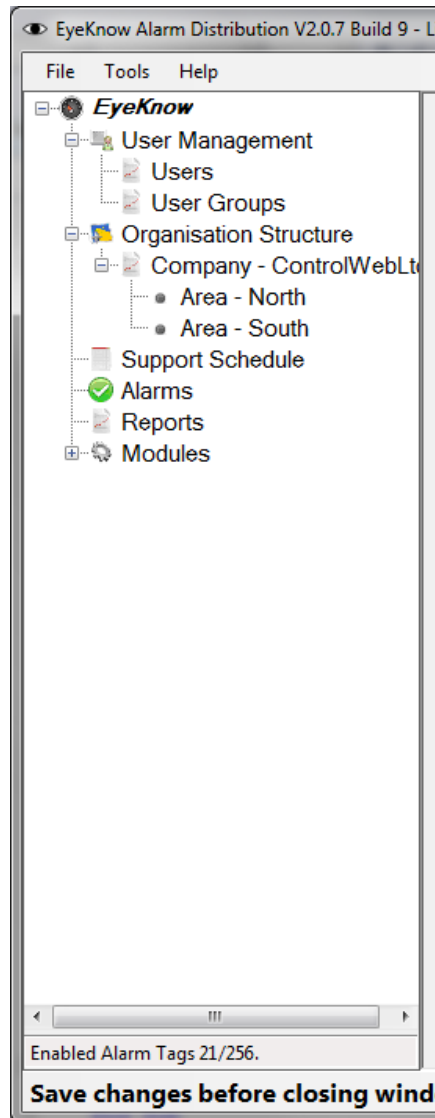 EyeKnow Alarm Distribution V2.0.7 Build 9 - L
File Tools Help
EyeKnow
User Management
Users
User Groups
Organisation Structure
Company - ControlWebLtd
Area - North
Area - South
Support Schedule
Alarms
Reports
Modules
Enabled Alarm Tags 21/256.
Save changes before closing wind